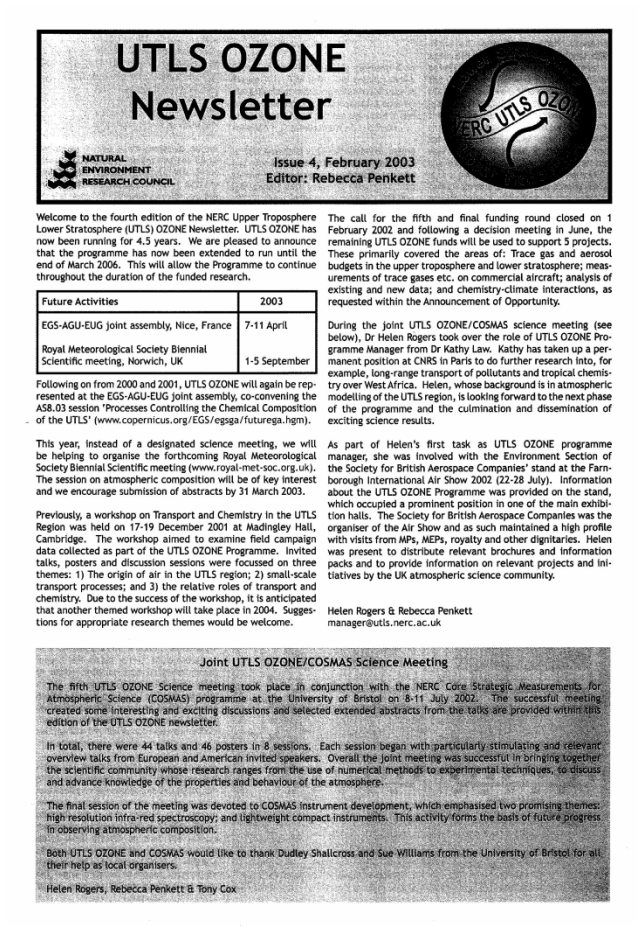 UTLS OZONE
Newsletter
NERC UTLS OZONE
NATURAL
ENVIRONMENT
RESEARCH COUNCIL
Issue 4, February 2003
Editor: Rebecca Penkett
Welcome to the fourth edition of the NERC Upper Troposphere
Lower Stratosphere (UTLS) OZONE Newsletter. UTLS OZONE has
now been running for 4.5 years. We are pleased to announce
that the programme has now been extended to run until the
end of March 2006. This will allow the Programme to continue
throughout the duration of the funded research.
Future Activities 2003
EGS-AGU-EUG joint assembly, Nice, France 7-11 April
Royal Meteorological Society Biennial
Scientific meeting, Norwich, UK 1-5 September
Following on from 2000 and 2001, UTLS OZONE will again be rep-
resented at the EGS-AGU-EUG joint assembly, co-convening the
AS8.03 session 'Processes Controlling the Chemical Composition
of the UTLS' (www.copernicus.org/EGS/egsga/futurega.hgm).
This year, instead of a designated science meeting, we will
be helping to organise the forthcoming Royal Meteorological
Society Biennial Scientific meeting (www.royal-met-soc.org.uk).
The session on atmospheric composition will be of key interest
and we encourage submission of abstracts by 31 March 2003.
Previously, a workshop on Transport and Chemistry in the UTLS
Region was held on 17-19 December 2001 at Madingley Hall,
Cambridge. The workshop aimed to examine field campaign
data collected as part of the UTLS OZONE Programme. Invited
talks, posters and discussion sessions were focussed on three
themes: 1) The origin of air in the UTLS region; 2) small-scale
transport processes; and 3) the relative roles of transport and
chemistry. Due to the success of the workshop, it is anticipated
that another themed workshop will take place in 2004. Sugges-
tions for appropriate research themes would be welcome.
The call for the fifth and final funding round closed on 1
February 2002 and following a decision meeting in June, the
remaining UTLS OZONE funds will be used to support 5 projects.
These primarily covered the areas of: Trace gas and aerosol
budgets in the upper troposphere and lower stratosphere; meas-
urements of trace gases etc. on commercial aircraft; analysis of
existing and new data; and chemistry-climate interactions, as
requested within the Announcement of Opportunity.
During the joint UTLS OZONE/COSMAS science meeting (see
below), Dr Helen Rogers took over the role of UTLS OZONE Pro-
gramme Manager from Dr Kathy Law. Kathy has taken up a per-
manent position at CNRS in Paris to do further research into, for
example, long-range transport of pollutants and tropical chemis-
try over West Africa. Helen, whose background is in atmospheric
modelling of the UTLS region, is looking forward to the next phase
of the programme and the culmination and dissemination of
exciting science results.
As part of Helen's first task as UTLS OZONE programme
manager, she was involved with the Environment Section of
the Society for British Aerospace Companies' stand at the Farn-
borough International Air Show 2002 (22-28 July). Information
about the UTLS OZONE Programme was provided on the stand,
which occupied a prominent position in one of the main exhibi-
tion halls. The Society for British Aerospace Companies was the
organiser of the Air Show and as such maintained a high profile
with visits from MPs, MEPs, royalty and other dignitaries. Helen
was present to distribute relevant brochures and information
packs and to provide information on relevant projects and ini-
tiatives by the UK atmospheric science community.
Helen Rogers & Rebecca Penkett
manager@utls.nerc.ac.uk
Joint UTLS OZONE/COSMAS Science Meeting
The fifth UTLS OZONE Science meeting took place in conjunction with the NERC Core Strategic Measurements for
Atmospheric Science (COSMAS) programme at the University of Bristol on 8-11 July 2002. The successful meeting
created some interesting and exciting discussions and selected extended abstracts from the talks are provided within this
edition of the UTLS OZONE newsletter.
In total, there were 44 talks and 46 posters in 8 sessions. Each session began with particularly stimulating and relevant
overview talks from European and American invited speakers. Overall the joint meeting was successful in bringing together
the scientific community whose research ranges from the use of numerical methods to experimental techniques, to discuss
and advance knowledge of the properties and behaviour of the atmosphere.
The final session of the meeting was devoted to COSMAS instrument development, which emphasised two promising themes:
high resolution infra-red spectroscopy; and lightweight compact instruments. This activity forms the basis of future progress
in observing atmospheric composition.
Both UTLS OZONE and COSMAS would like to thank Dudley Shallcross and Sue Williams from the University of Bristol for all
their help as local organisers.
Helen Rogers, Rebecca Penkett & Tony Cox